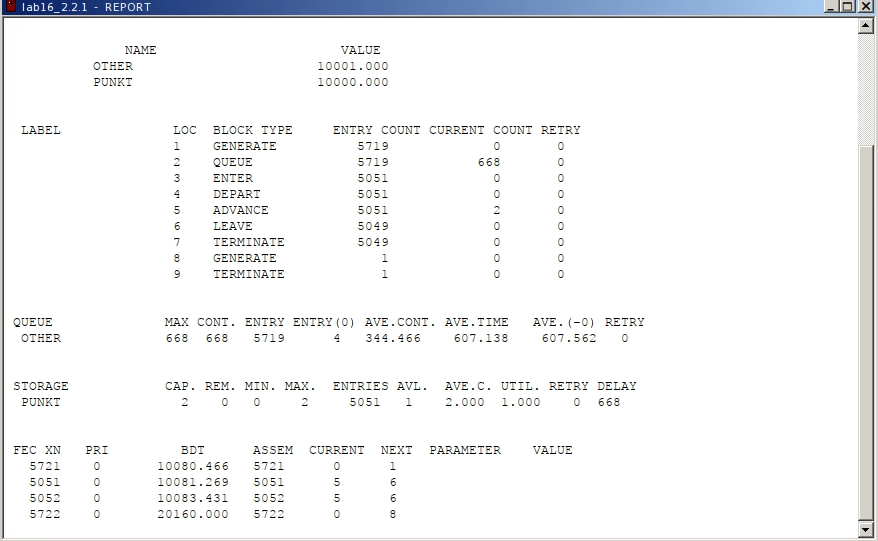 lab16_2.2.1 - REPORT
NAME VALUE
OTHER 10001.000
PUNKT 10000.000
LABEL LOC BLOCK TYPE ENTRY COUNT CURRENT COUNT RETRY
1 GENERATE 5719 0 0
2 QUEUE 5719 668 0
3 ENTER 5051 0 0
4 DEPART 5051 0 0
5 ADVANCE 5051 2 0
6 LEAVE 5049 0 0
7 TERMINATE 5049 0 0
8 GENERATE 1 0 0
9 TERMINATE 1 0 0
QUEUE MAX CONT. ENTRY ENTRY(0) AVE.CONT. AVE.TIME AVE.(-0) RETRY
OTHER 668 668 5719 4 344.466 607.138 607.562 0
STORAGE CAP. REM. MIN. MAX. ENTRIES AVL. AVE.C. UTIL. RETRY DELAY
PUNKT 2 0 0 2 5051 1 2.000 1.000 0 668
FEC XN PRI BDT ASSEM CURRENT NEXT PARAMETER VALUE
5721 0 10080.466 5721 0 1
5051 0 10081.269 5051 5 6
5052 0 10083.431 5052 5 6
5722 0 20160.000 5722 0 8